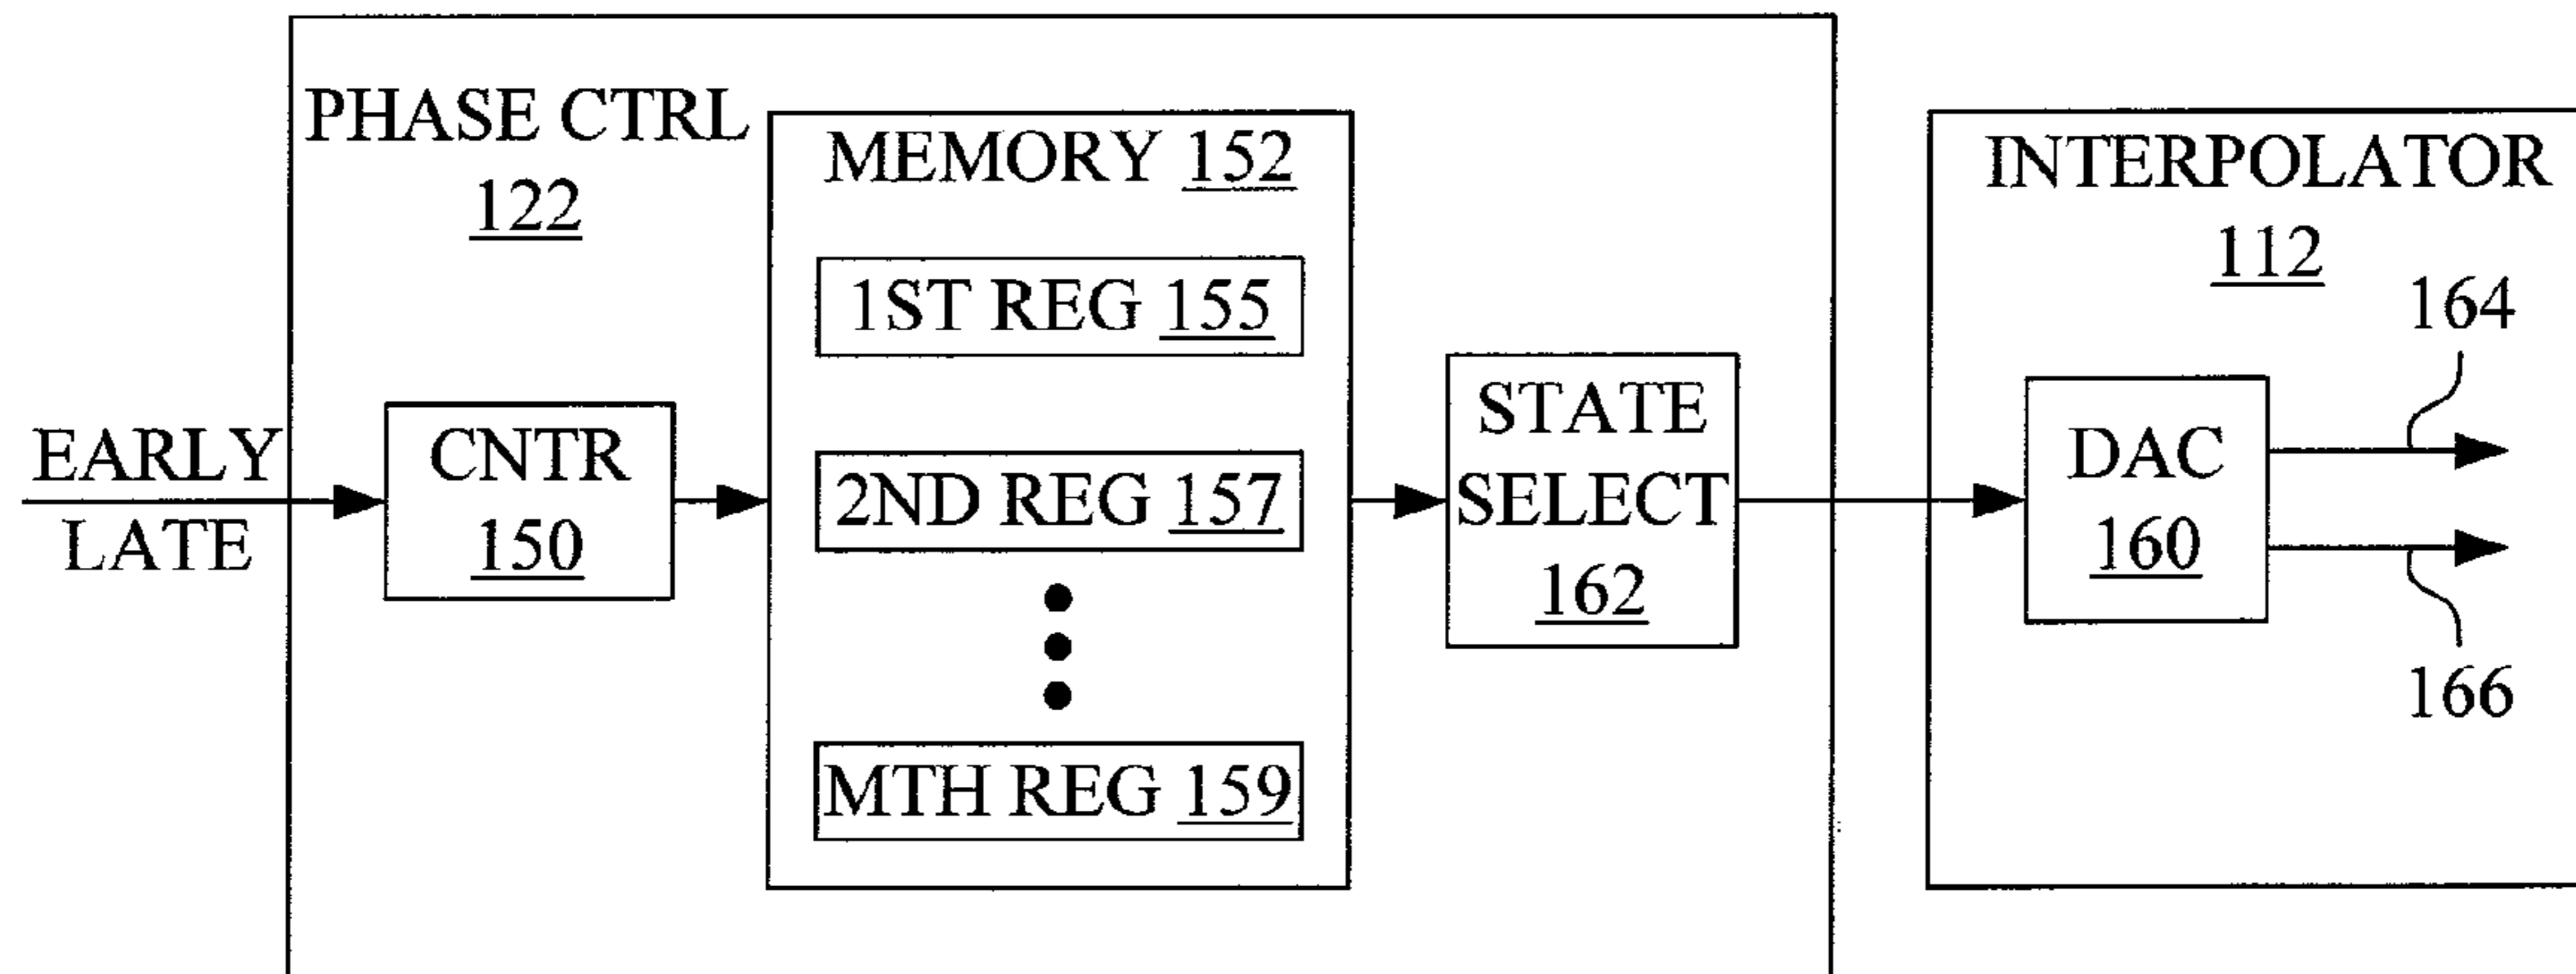 PHASE CTRL
122
EARLY
LATE
CNTR
150
MEMORY 152
1ST REG 155
2ND REG 157
MTH REG 159
STATE
SELECT
162
INTERPOLATOR
112
DAC
160
164
166